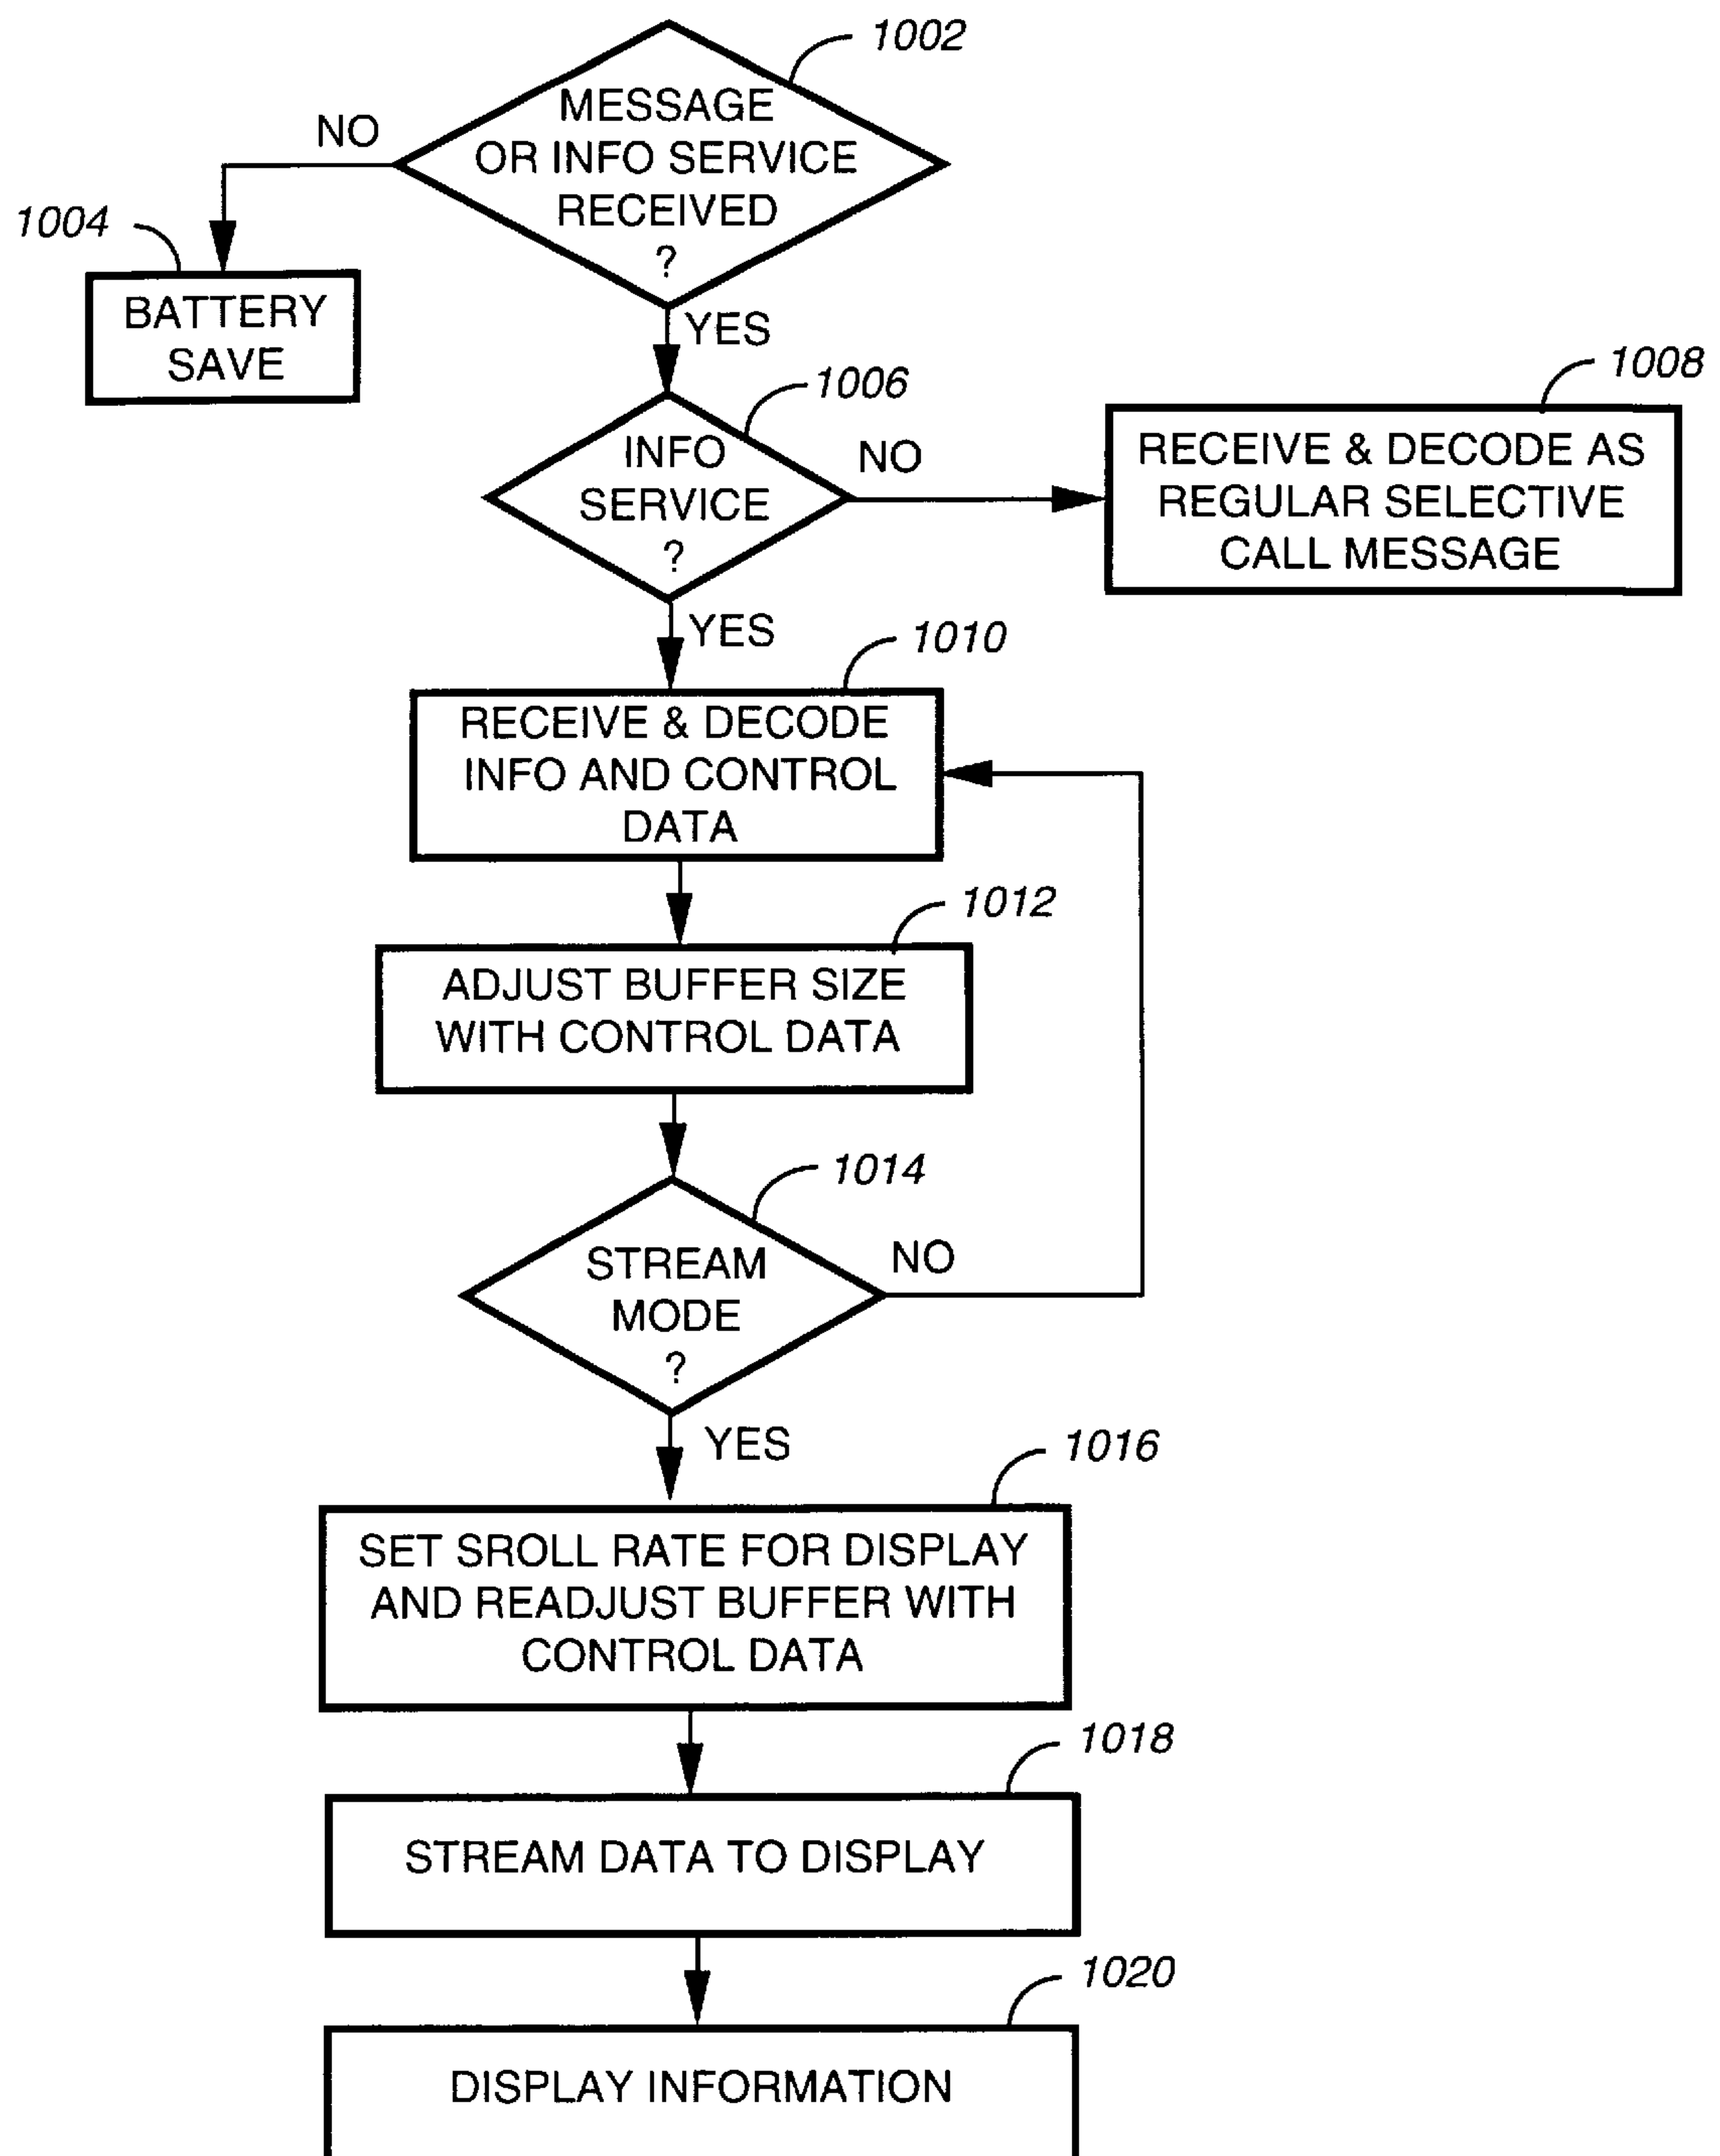 1002
MESSAGE
OR INFO SERVICE
RECEIVED
?
NO
1004
BATTERY
SAVE
YES
1006
INFO
SERVICE
?
NO
1008
RECEIVE & DECODE AS
REGULAR SELECTIVE
CALL MESSAGE
YES
1010
RECEIVE & DECODE
INFO AND CONTROL
DATA
1012
ADJUST BUFFER SIZE
WITH CONTROL DATA
1014
STREAM
MODE
?
NO
YES
1016
SET SROLL RATE FOR DISPLAY
AND READJUST BUFFER WITH
CONTROL DATA
1018
STREAM DATA TO DISPLAY
1020
DISPLAY INFORMATION